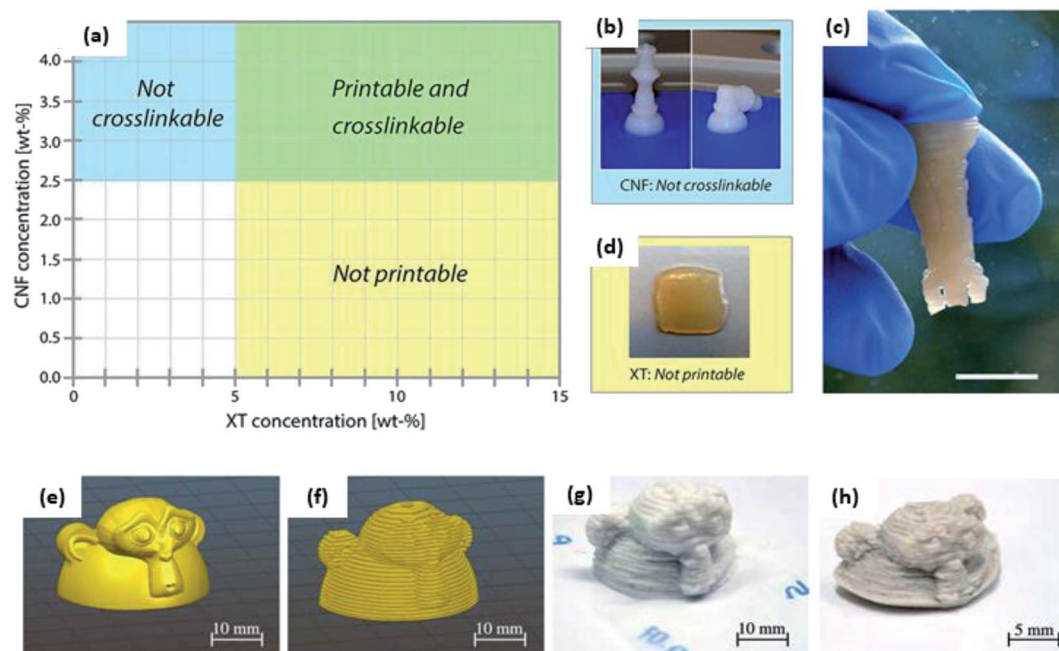 (a)
CNF concentration [wt-%]
4.0
3.5
3.0
2.5
2.0
1.5
1.0
0.5
0.0
Not
crosslinkable
Printable and
crosslinkable
Not printable
0
5
10
15
XT concentration [wt-%]
(b)
CNF: Not crosslinkable
(c)
(d)
XT: Not printable
(e)
10 mm
(f)
10 mm
(g)
10 mm
(h)
5 mm